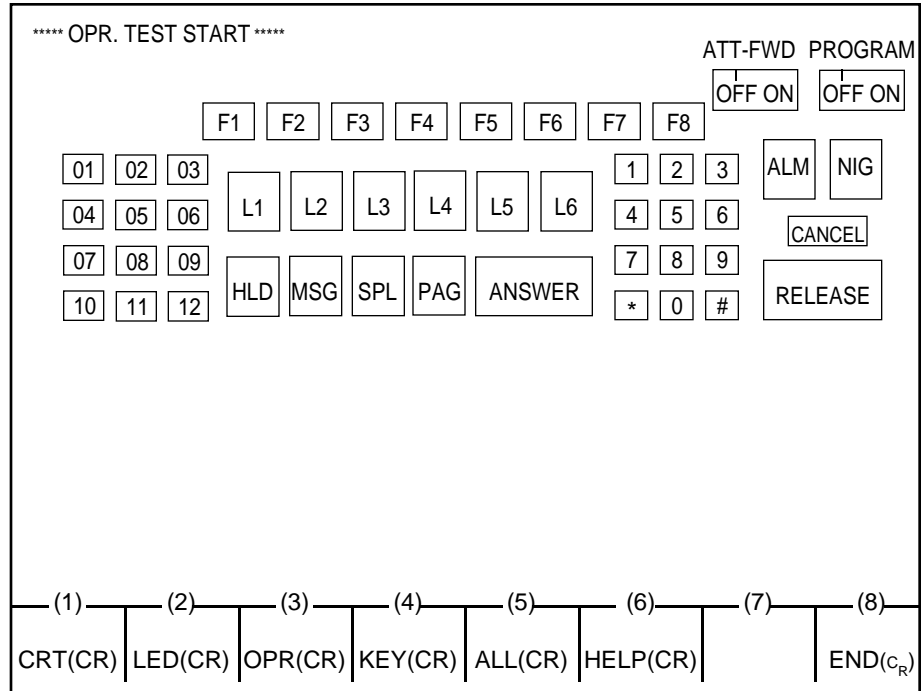 ***** OPR. TEST START *****
ATT-FWD PROGRAM
OFF ON OFF ON
F1 F2 F3 F4 F5 F6 F7 F8
01 02 03 1 2 3 ALM NIG
L1 L2 L3 L4 L5 L6
04 05 06 4 5 6
CANCEL
07 08 09 7 8 9
HLD MSG SPL PAG ANSWER RELEASE
10 11 12 * 0 #
(1) (2) (3) (4) (5) (6) (7) (8)
CRT(CR) LED(CR) OPR(CR) KEY(CR) ALL(CR) HELP(CR) END(CR)